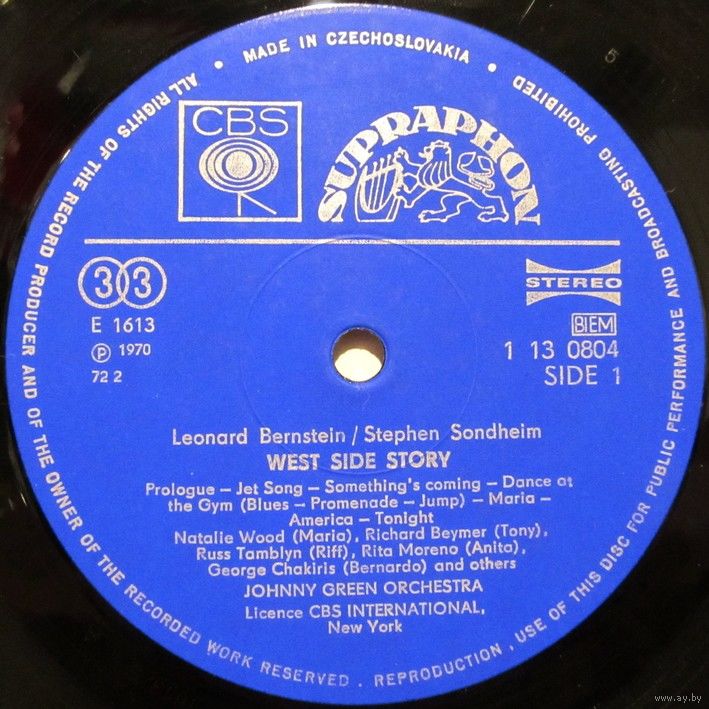 ALL RIGHTS OF THE RECORD PRODUCER AND OF THE OWNER OF THE RECORDED WORK RESERVED . REPRODUCTION , USE OF THIS DISC FOR PUBLIC PERFORMANCE AND BROADCASTING PROHIBITED
• MADE IN CZECHOSLOVAKIA •
CBS
SUPRAPHON
33
STEREO
E 1613
BIEM
Ⓟ 1970
1 13 0804
72 2
SIDE 1
Leonard Bernstein / Stephen Sondheim
WEST SIDE STORY
Prologue – Jet Song – Something's coming – Dance at
the Gym (Blues – Promenade – Jump) – Maria –
America – Tonight
Natalie Wood (Maria), Richard Beymer (Tony),
Russ Tamblyn (Riff), Rita Moreno (Anita),
George Chakiris (Bernardo) and others
JOHNNY GREEN ORCHESTRA
Licence CBS INTERNATIONAL,
New York
5
www.ay.by